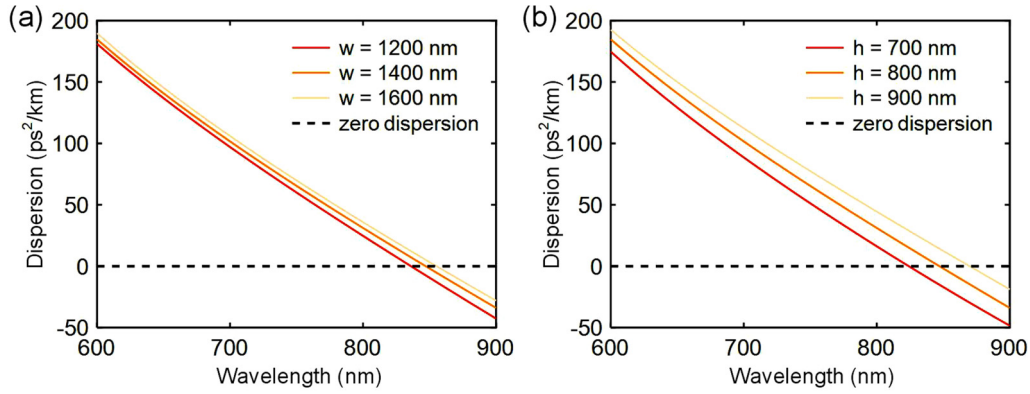 (a)
200
150
100
50
0
-50
600
700
800
900
Dispersion (ps²/km)
Wavelength (nm)
w = 1200 nm
w = 1400 nm
w = 1600 nm
zero dispersion
(b)
200
150
100
50
0
-50
600
700
800
900
Dispersion (ps²/km)
Wavelength (nm)
h = 700 nm
h = 800 nm
h = 900 nm
zero dispersion